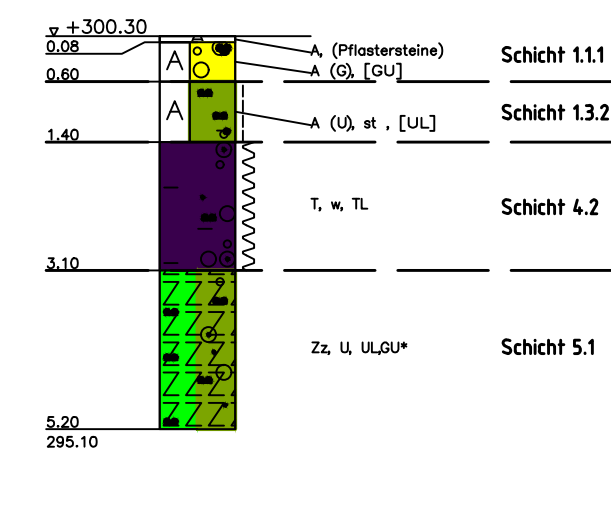 +300.30
0.08
A
A, (Pflastersteine)
Schicht 1.1.1
A
A (G), [GU]
0.60
A
A (U), st , [UL]
Schicht 1.3.2
1.40
T, w, TL
Schicht 4.2
3.10
Zz, U, UL,GU*
Schicht 5.1
5.20
295.10